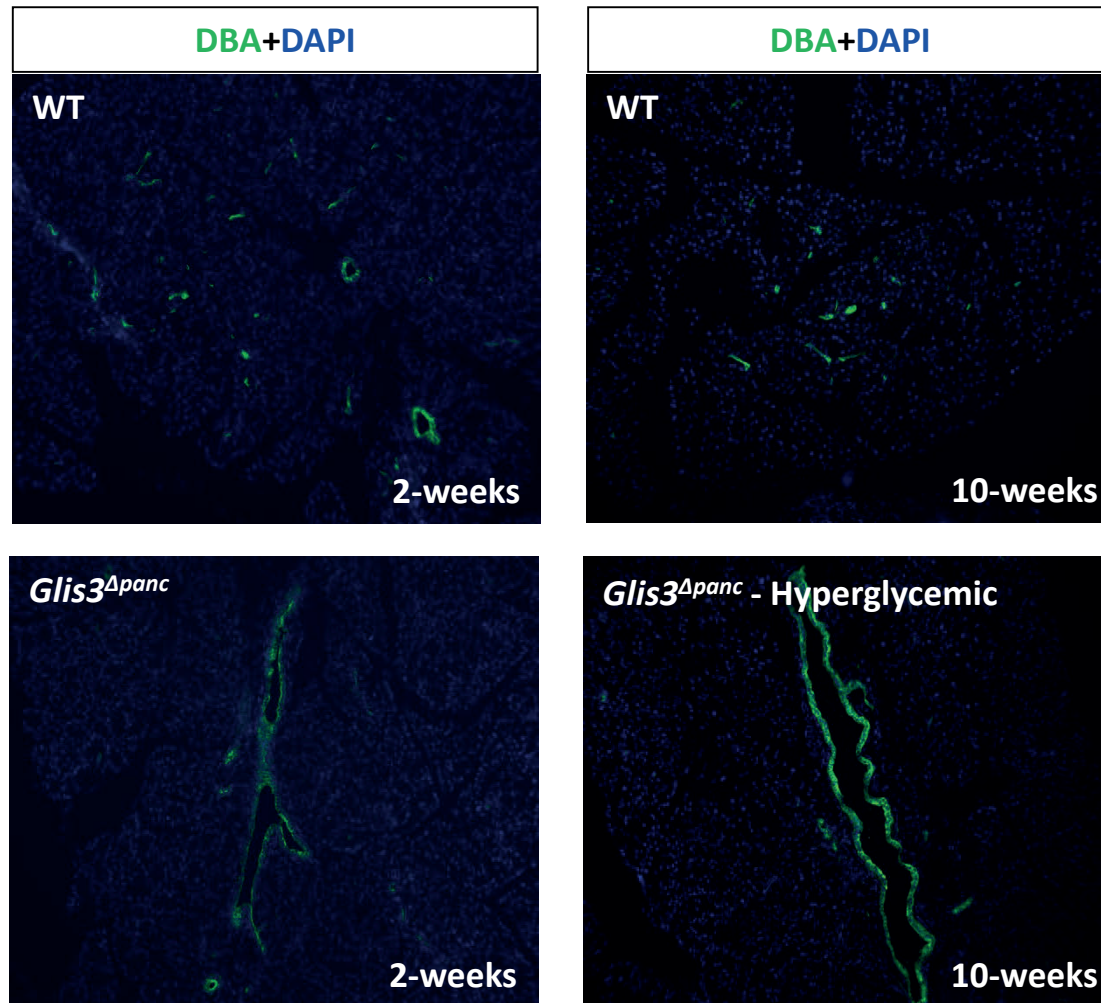 DBA+DAPI
DBA+DAPI
WT
2-weeks
WT
10-weeks
Glis3Δpanc
2-weeks
Glis3Δpanc - Hyperglycemic
10-weeks